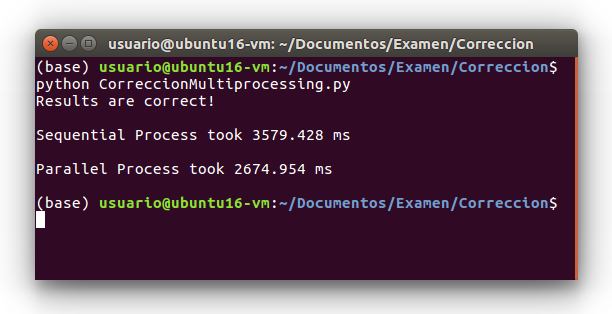 usuario@ubuntu16-vm: ~/Documentos/Examen/Correccion
(base) usuario@ubuntu16-vm:~/Documentos/Examen/Correccion$
python CorreccionMultiprocessing.py
Results are correct!
Sequential Process took 3579.428 ms
Parallel Process took 2674.954 ms
(base) usuario@ubuntu16-vm:~/Documentos/Examen/Correccion$